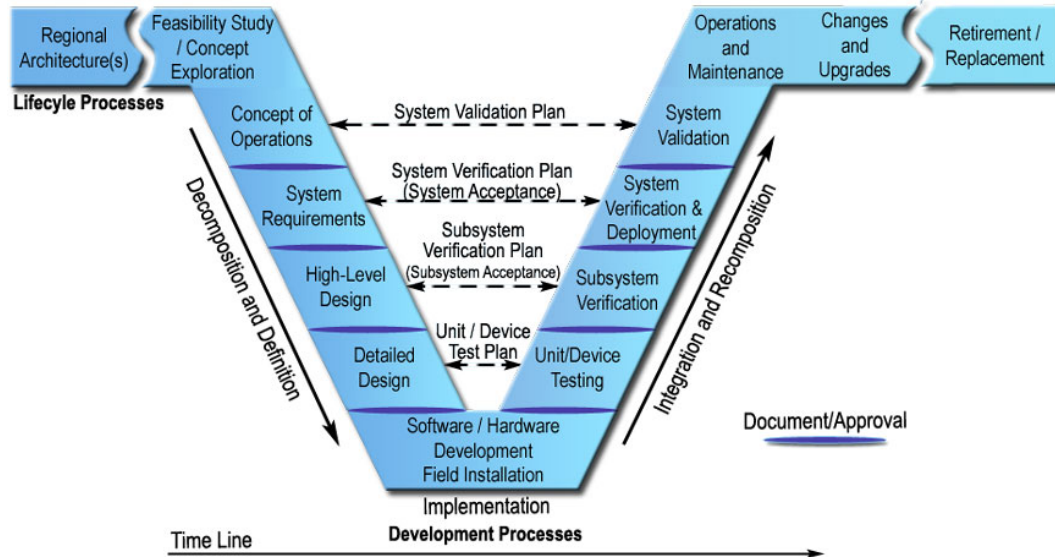 Regional
Architecture(s)
Feasibility Study
/ Concept
Exploration
Operations
and
Maintenance
Changes
and
Upgrades
Retirement /
Replacement
Lifecyle Processes
Concept of
Operations
System Validation Plan
System
Validation
System
Requirements
System Verification Plan
(System Acceptance)
System
Verification &
Deployment
High-Level
Design
Subsystem
Verification Plan
(Subsystem Acceptance)
Subsystem
Verification
Detailed
Design
Unit / Device
Test Plan
Unit/Device
Testing
Decomposition and Definition
Integration and Recomposition
Software / Hardware
Development
Field Installation
Document/Approval
Implementation
Development Processes
Time Line